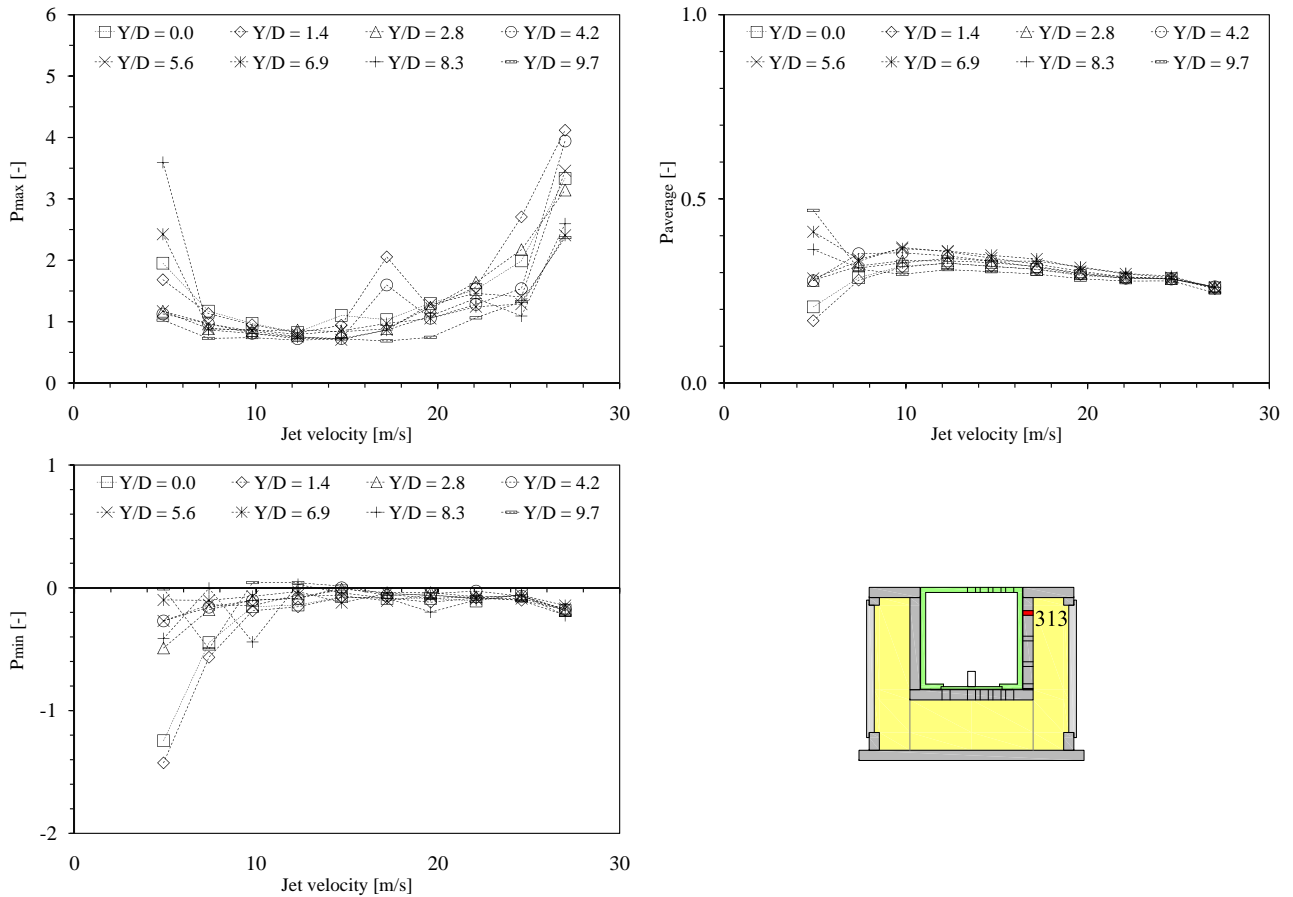 6
5
4
3
2
1
0
Pmax [-]
Y/D = 0.0 Y/D = 1.4 Y/D = 2.8 Y/D = 4.2
Y/D = 5.6 Y/D = 6.9 Y/D = 8.3 Y/D = 9.7
0 10 20 30
Jet velocity [m/s]
1.0
0.5
0.0
Paverage [-]
Y/D = 0.0 Y/D = 1.4 Y/D = 2.8 Y/D = 4.2
Y/D = 5.6 Y/D = 6.9 Y/D = 8.3 Y/D = 9.7
0 10 20 30
Jet velocity [m/s]
1
0
-1
-2
Pmin [-]
Y/D = 0.0 Y/D = 1.4 Y/D = 2.8 Y/D = 4.2
Y/D = 5.6 Y/D = 6.9 Y/D = 8.3 Y/D = 9.7
0 10 20 30
Jet velocity [m/s]
313